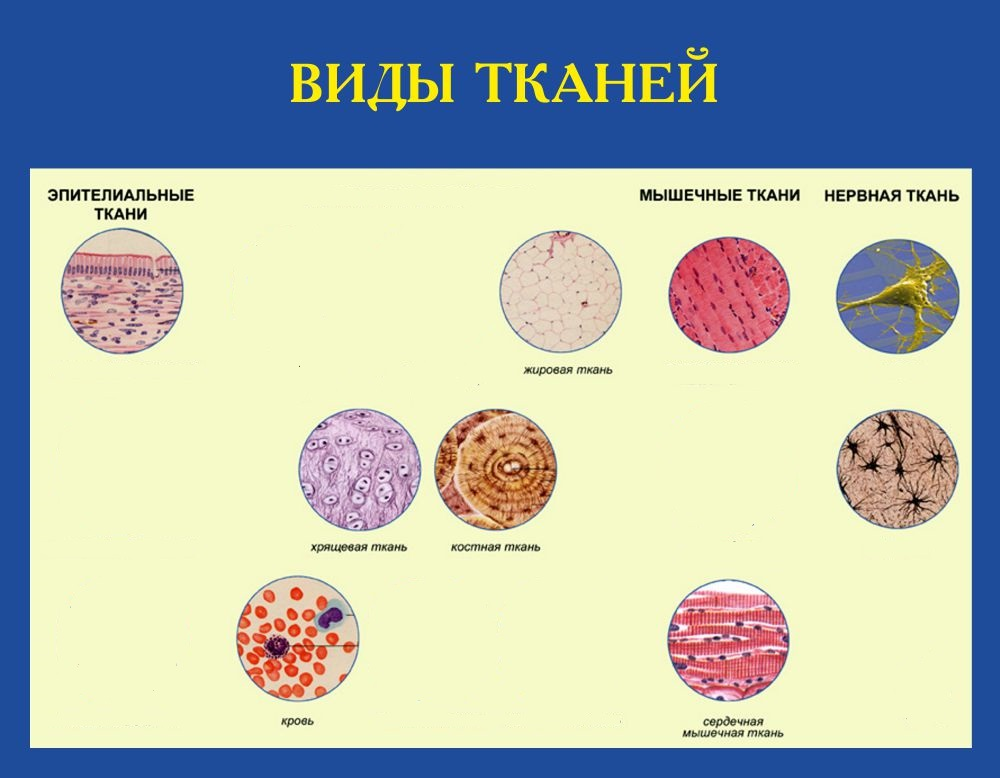 ВИДЫ ТКАНЕЙ
ЭПИТЕЛИАЛЬНЫЕ
ТКАНИ
МЫШЕЧНЫЕ ТКАНИ
НЕРВНАЯ ТКАНЬ
жировая ткань
хрящевая ткань
костная ткань
кровь
сердечная
мышечная ткань